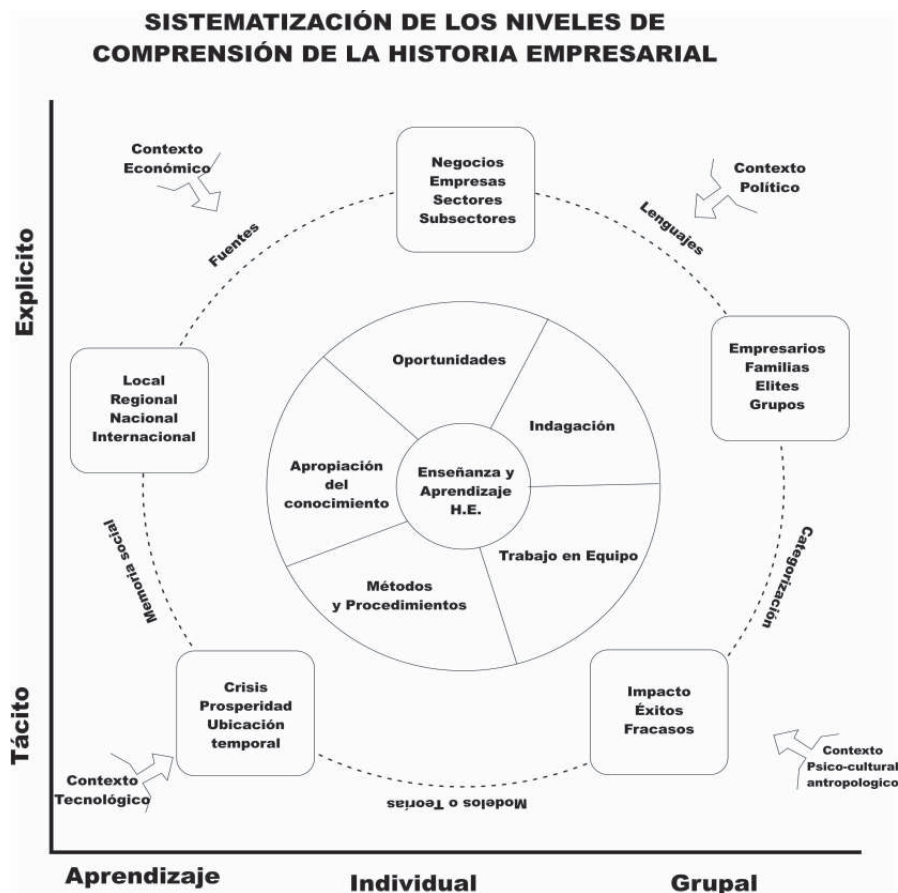 SISTEMATIZACIÓN DE LOS NIVELES DE
COMPRENSIÓN DE LA HISTORIA EMPRESARIAL
Contexto
Económico
Negocios
Empresas
Sectores
Subsectores
Contexto
Político
Fuentes
Lenguajes
Explicito
Local
Regional
Nacional
Internacional
Oportunidades
Indagación
Empresarios
Familias
Elites
Grupos
Apropiación
del
conocimiento
Enseñanza y
Aprendizaje
H.E.
Trabajo en Equipo
Métodos
y Procedimientos
Memoria social
Categorización
Tácito
Crisis
Prosperidad
Ubicación
temporal
Impacto
Éxitos
Fracasos
Contexto
Tecnológico
Modelos o Teorías
Contexto
Psico-cultural
antropologico
Aprendizaje
Individual
Grupal